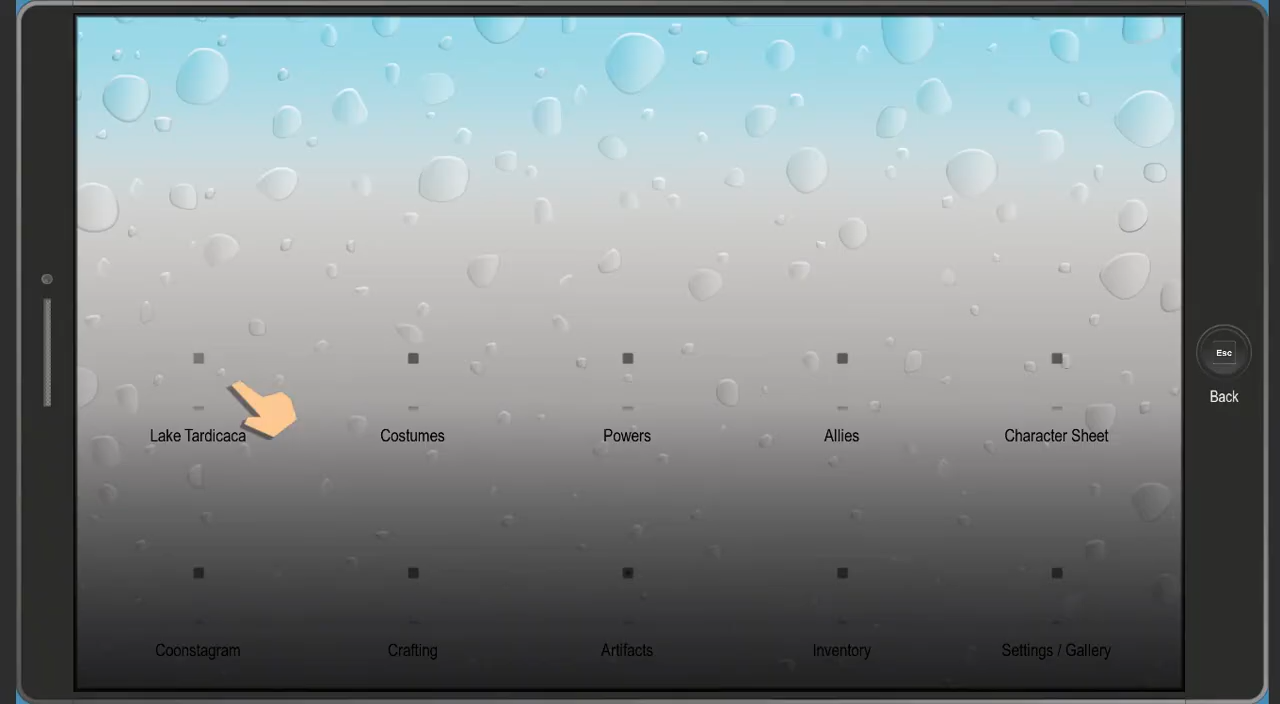 Esc
Back
Lake Tardicaca
Costumes
Powers
Allies
Character Sheet
Coonstagram
Crafting
Artifacts
Inventory
Settings / Gallery